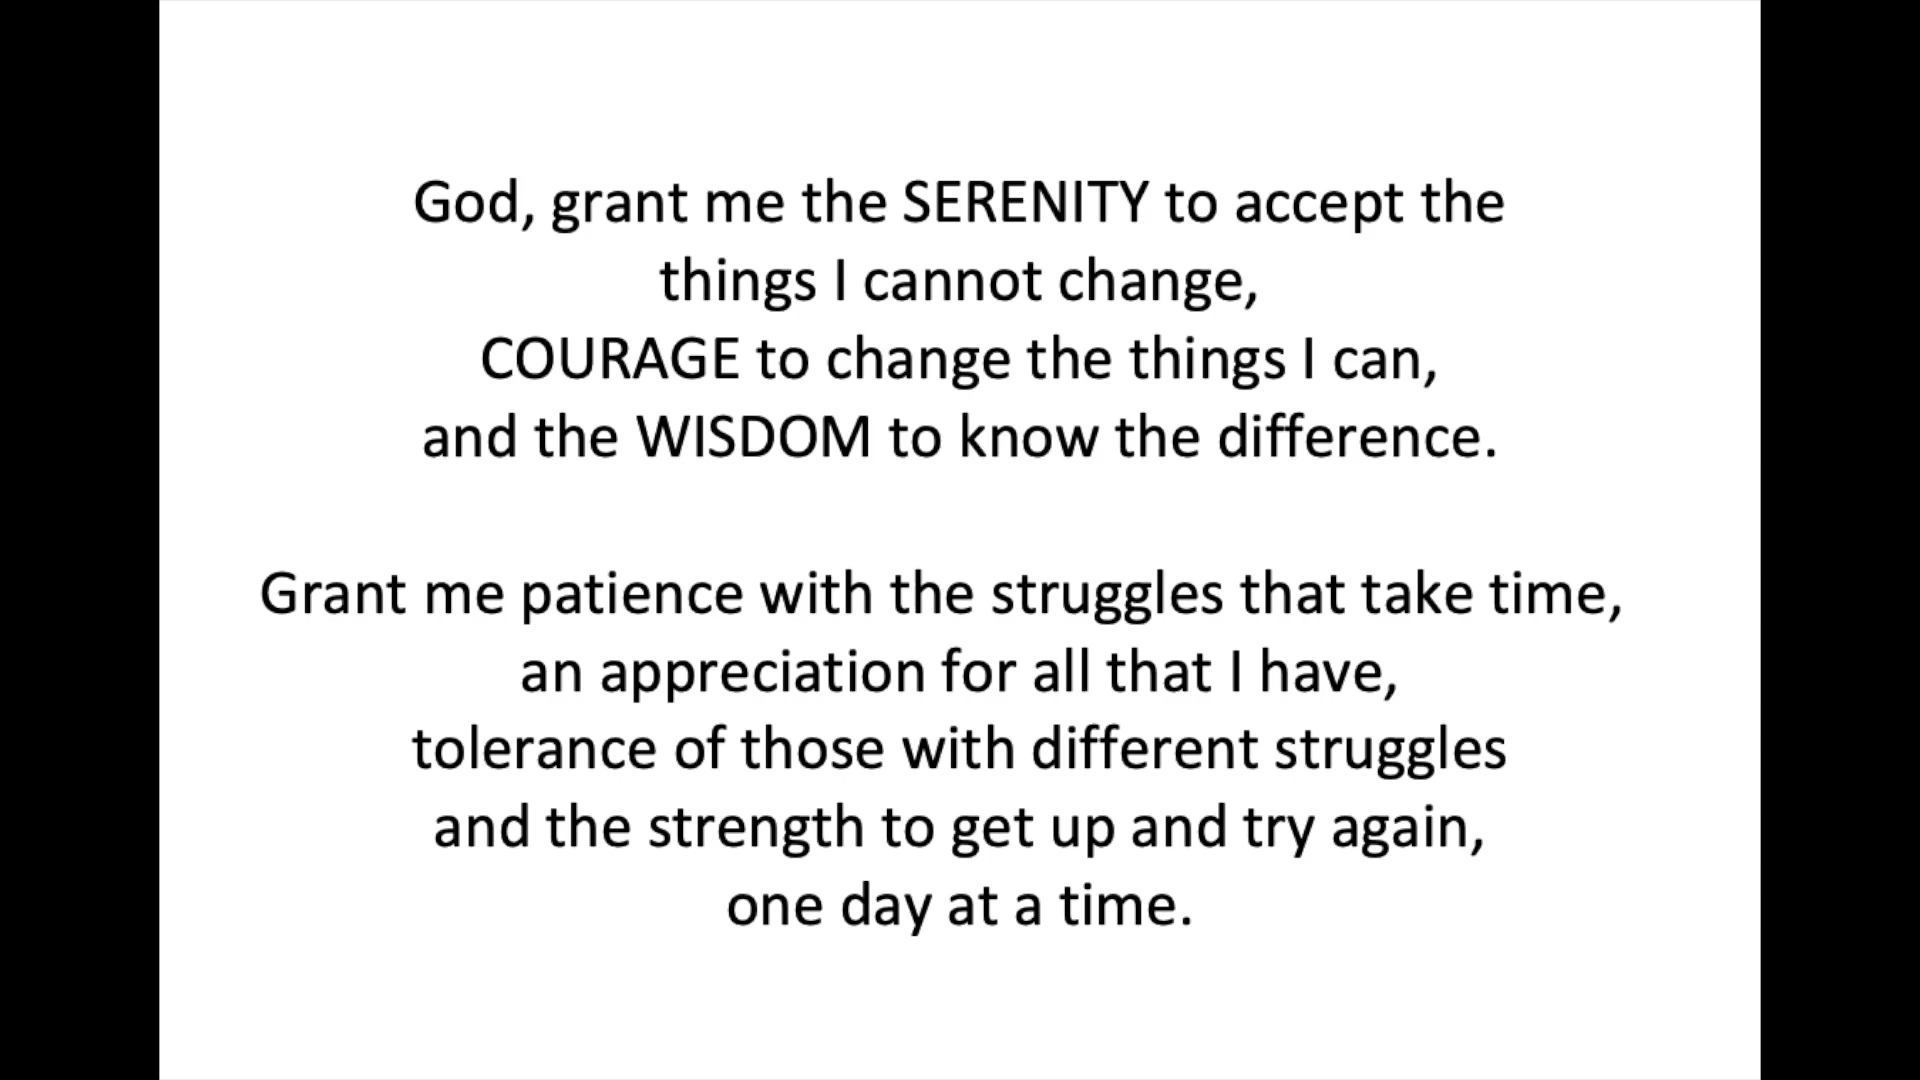 God, grant me the SERENITY to accept the
things I cannot change,
COURAGE to change the things I can,
and the WISDOM to know the difference.
Grant me patience with the struggles that take time,
an appreciation for all that I have,
tolerance of those with different struggles
and the strength to get up and try again,
one day at a time.